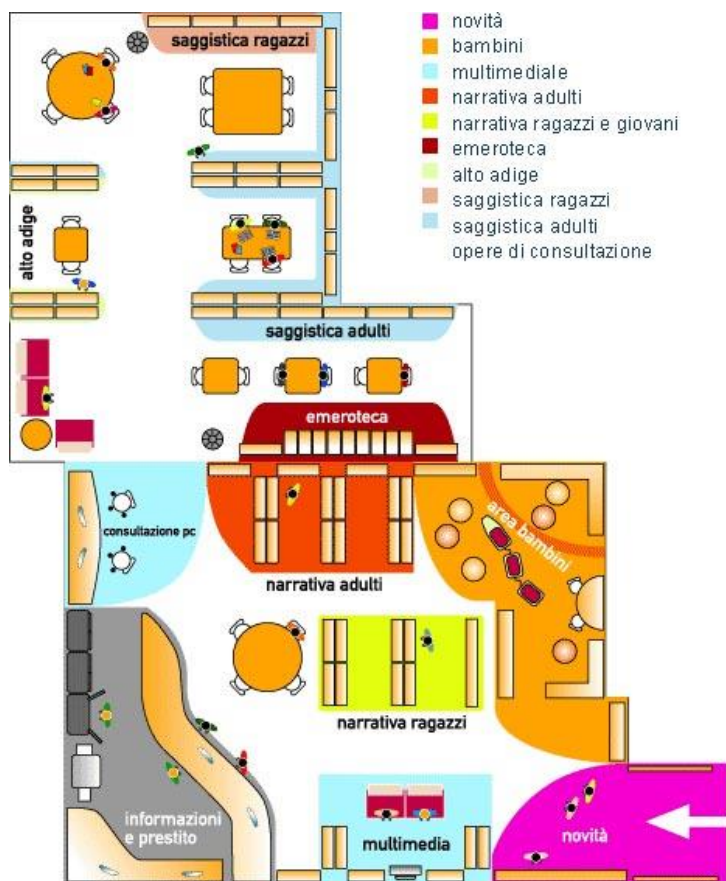 novità
bambini
multimediale
narrativa adulti
narrativa ragazzi e giovani
emeroteca
alto adige
saggistica ragazzi
saggistica adulti
opere di consultazione
saggistica ragazzi
alto adige
saggistica adulti
emeroteca
consultazione pc
narrativa adulti
area bambini
narrativa ragazzi
informazioni
e prestito
multimedia
novità